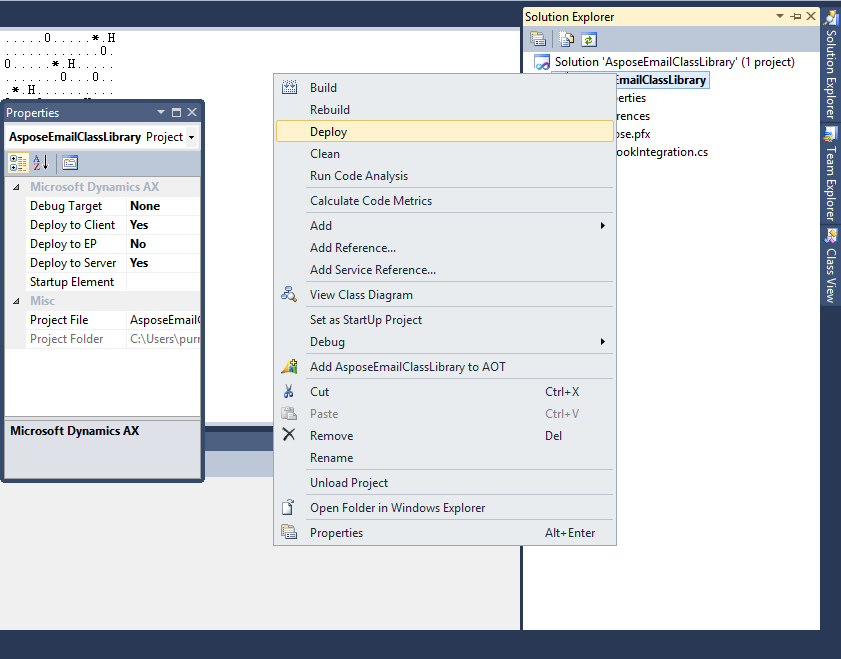 . . . . . 0 . . . . . * . H
. . . . . . . . . . . . . 0 .
0 . . . . . * . H . . . . .
. . . . . . . 0 . . . 0 . .
. * . H . . . . . . . . . .
Properties
AsposeEmailClassLibrary Project
Microsoft Dynamics AX
Debug Target None
Deploy to Client Yes
Deploy to EP No
Deploy to Server Yes
Startup Element
Misc
Project File AsposeEmailC
Project Folder C:\Users\purr
Microsoft Dynamics AX
Build
Rebuild
Deploy
Clean
Run Code Analysis
Calculate Code Metrics
Add
Add Reference...
Add Service Reference...
View Class Diagram
Set as StartUp Project
Debug
Add AsposeEmailClassLibrary to AOT
Cut Ctrl+X
Paste Ctrl+V
Remove Del
Rename
Unload Project
Open Folder in Windows Explorer
Properties Alt+Enter
Solution Explorer
Solution 'AsposeEmailClassLibrary' (1 project)
EmailClassLibrary
erties
rences
ose.pfx
ookIntegration.cs
Solution Explorer
Team Explorer
Class View